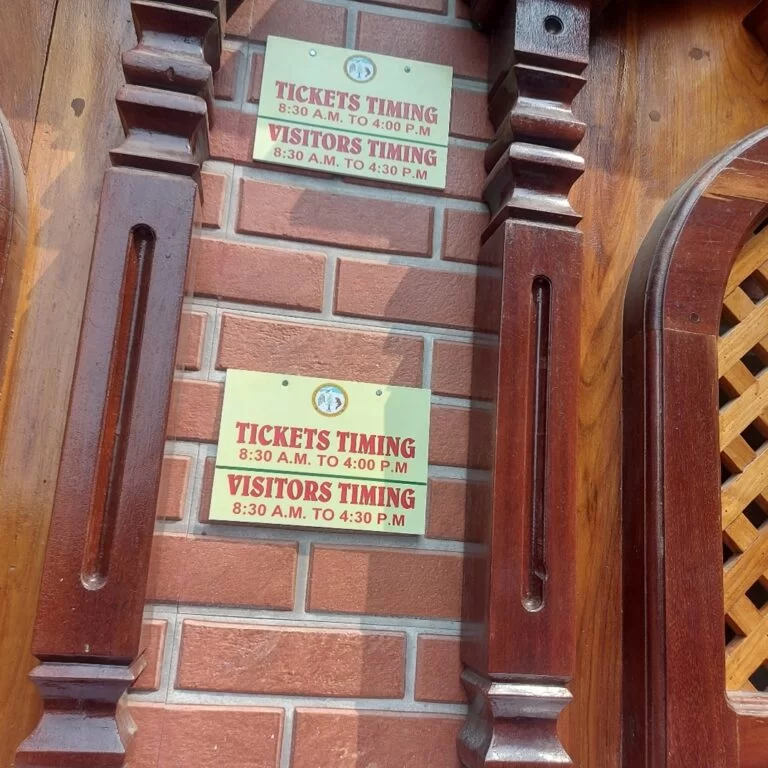 TICKETS TIMING
8:30 A.M. TO 4:00 P.M
VISITORS TIMING
8:30 A.M. TO 4:30 P.M
TICKETS TIMING
8:30 A.M. TO 4:00 P.M
VISITORS TIMING
8:30 A.M. TO 4:30 P.M